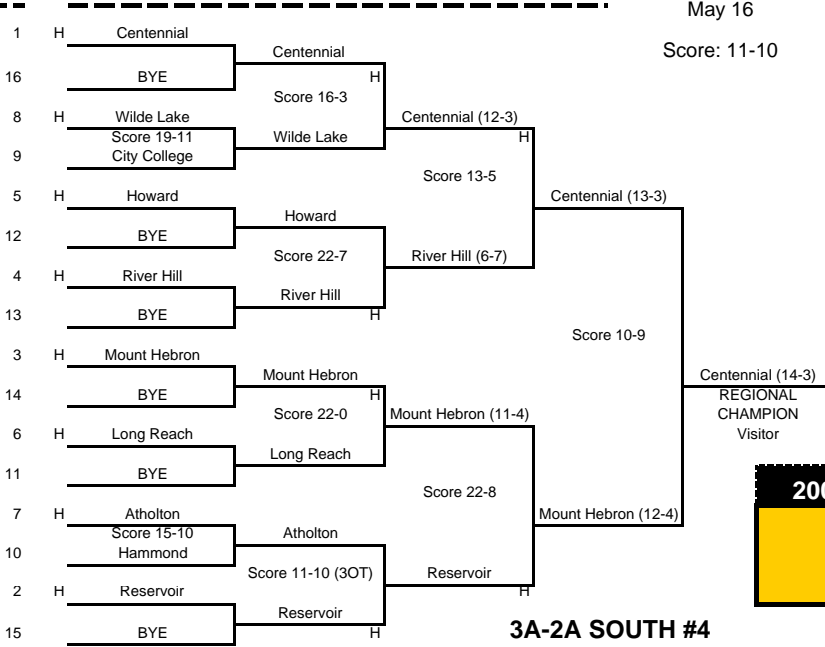 May 16
Score: 11-10
1 H Centennial
Centennial
16 BYE H
Score 16-3
8 H Wilde Lake Centennial (12-3)
Score 19-11 Wilde Lake H
9 City College
Score 13-5
5 H Howard Centennial (13-3)
Howard
12 BYE
Score 22-7 River Hill (6-7)
4 H River Hill
River Hill
13 BYE H
Score 10-9
3 H Mount Hebron
Mount Hebron Centennial (14-3)
14 BYE H REGIONAL
Score 22-0 Mount Hebron (11-4) CHAMPION
6 H Long Reach Visitor
Long Reach
11 BYE
Score 22-8
7 H Atholton Mount Hebron (12-4)
Score 15-10 Atholton
10 Hammond
Score 11-10 (3OT) Reservoir
2 H Reservoir H
Reservoir
15 BYE H
3A-2A SOUTH #4